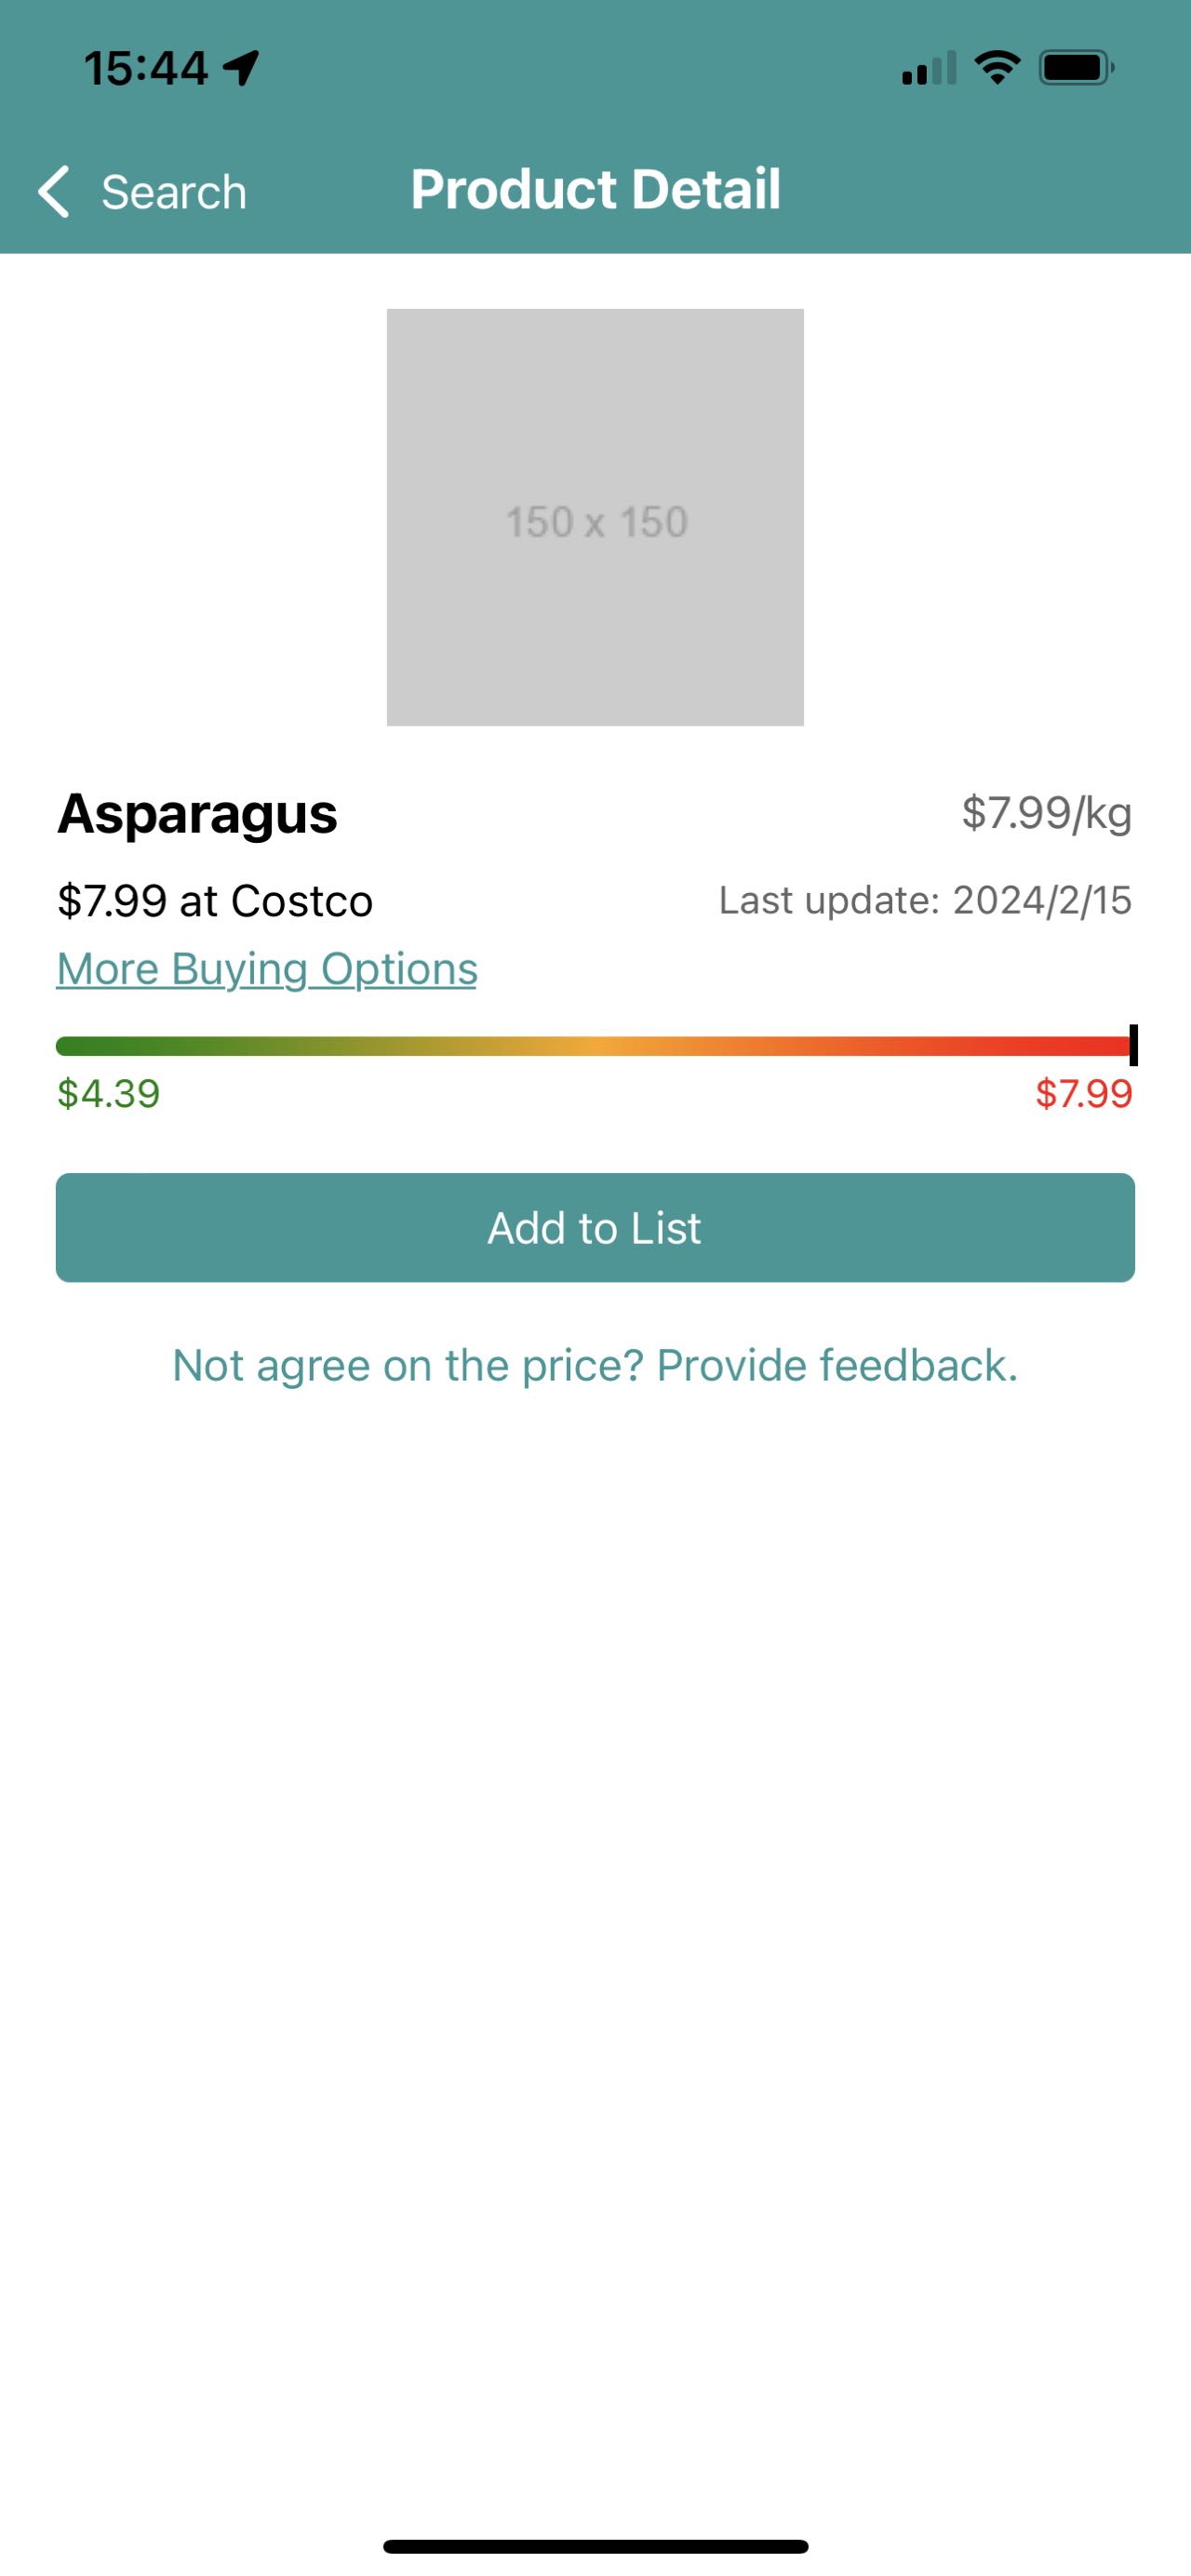 15:44
Search
Product Detail
150 x 150
Asparagus
$7.99/kg
$7.99 at Costco
Last update: 2024/2/15
More Buying Options
$4.39
$7.99
Add to List
Not agree on the price? Provide feedback.